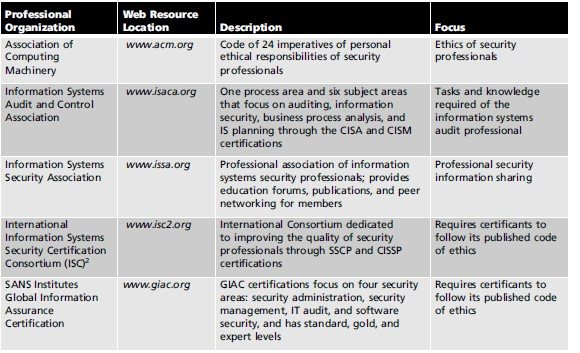 Professional Organization
Web Resource Location
Description
Focus
Association of
Computing
Machinery
www.acm.org
Code of 24 imperatives of personal
ethical responsibilities of security
professionals
Ethics of security
professionals
Information Systems
Audit and Control
Association
www.isaca.org
One process area and six subject areas
that focus on auditing, information
security, business process analysis, and
IS planning through the CISA and CISM
certifications
Tasks and knowledge
required of the
information systems
audit professional
Information Systems
Security Association
www.issa.org
Professional association of information
systems security professionals; provides
education forums, publications, and peer
networking for members
Professional security
information sharing
International
Information Systems
Security Certification
Consortium (ISC)²
www.isc2.org
International Consortium dedicated
to improving the quality of security
professionals through SSCP and CISSP
certifications
Requires certificants to
follow its published code
of ethics
SANS Institutes
Global Information
Assurance
Certification
www.giac.org
GIAC certifications focus on four security
areas: security administration, security
management, IT audit, and software
security, and has standard, gold, and
expert levels
Requires certificants to
follow its published code
of ethics